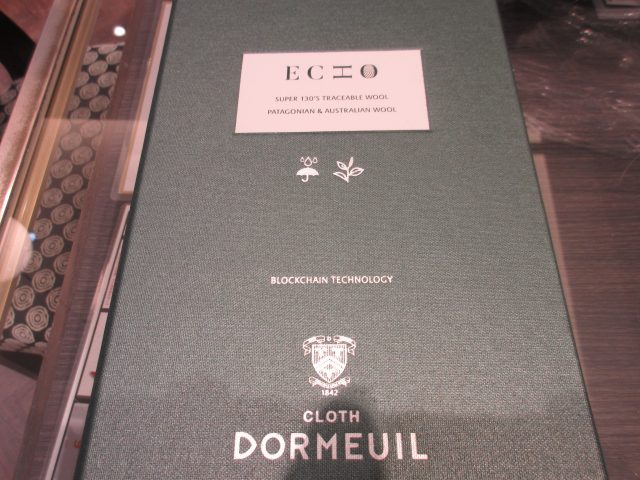 ECHO
SUPER 130'S TRACEABLE WOOL
PATAGONIAN & AUSTRALIAN WOOL
BLOCKCHAIN TECHNOLOGY
D
1842
CLOTH
DORMEUIL